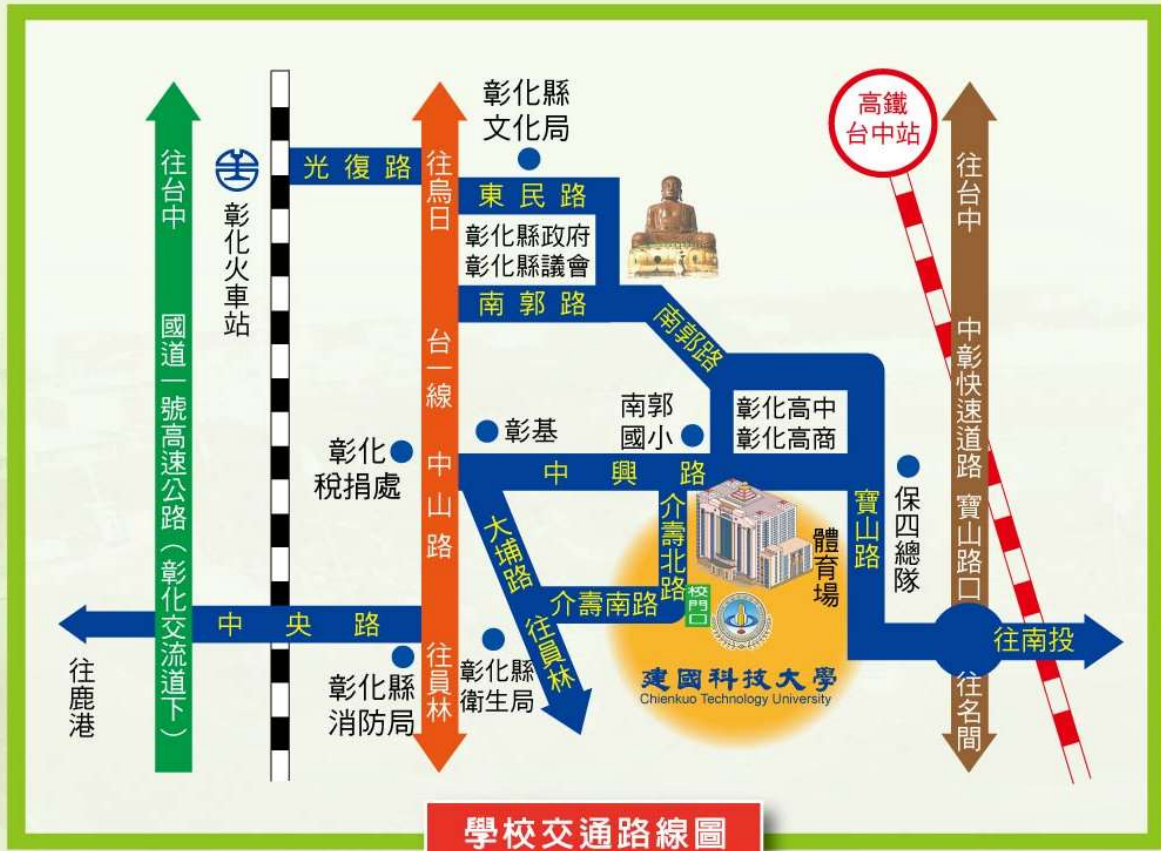 彰化縣
文化局
高鐵
台中站
往台中
彰化火車站
光復路
往烏日
東民路
往台中
彰化縣政府
彰化縣議會
南郭路
南郭路
國道一號高速公路（彰化交流道下）
台一線
中山路
中彰快速道路
寶山路口
彰基
南郭
國小
彰化高中
彰化高商
彰化
稅捐處
中興路
大埔路
介壽北路
體育場
寶山路
保四總隊
介壽南路
校門口
中央路
往員林
往員林
往南投
往鹿港
彰化縣
消防局
彰化縣
衛生局
建國科技大學
Chienkuo Technology University
往名間
學校交通路線圖